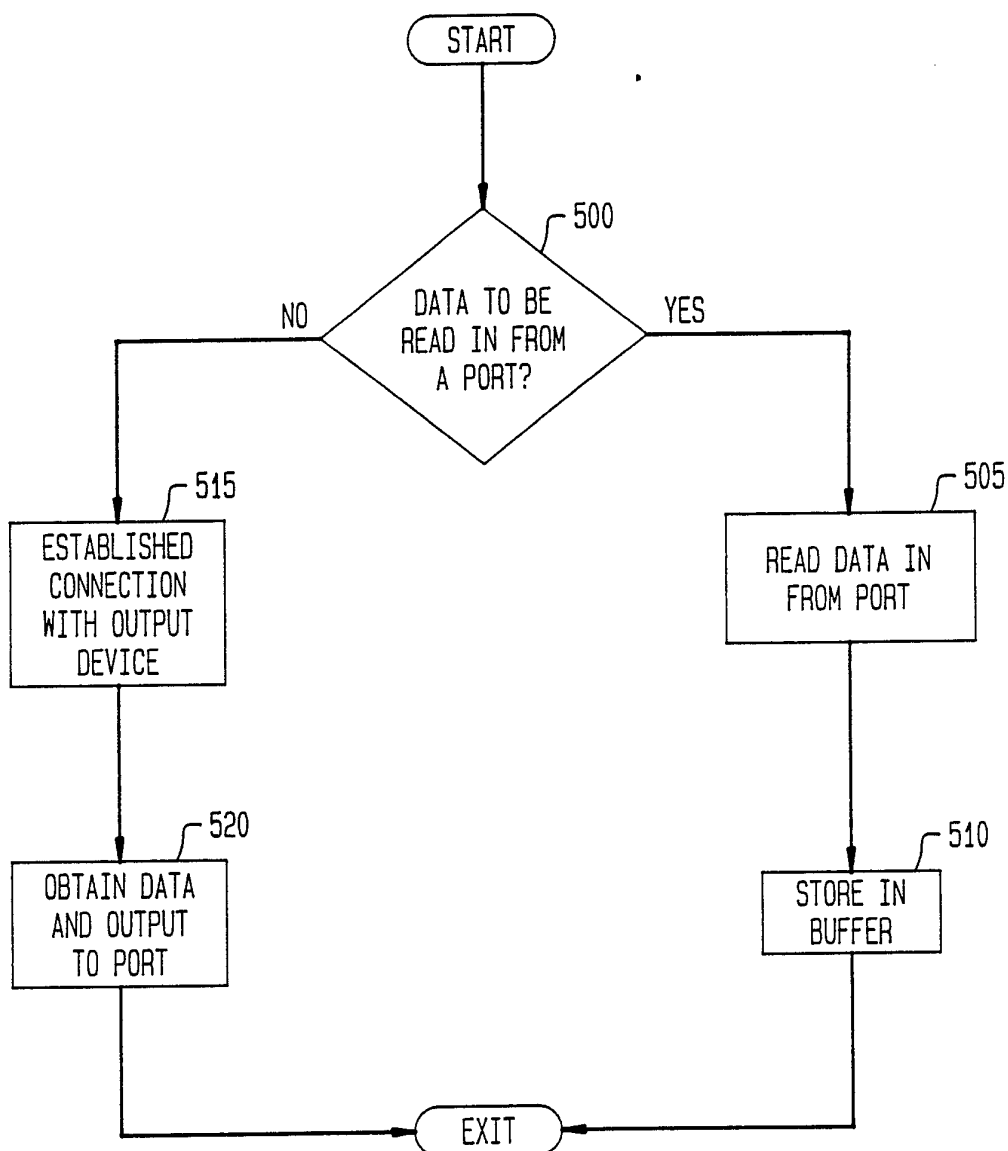 START
500
DATA TO BE
READ IN FROM
A PORT?
NO
YES
515
ESTABLISHED
CONNECTION
WITH OUTPUT
DEVICE
505
READ DATA IN
FROM PORT
520
OBTAIN DATA
AND OUTPUT
TO PORT
510
STORE IN
BUFFER
EXIT